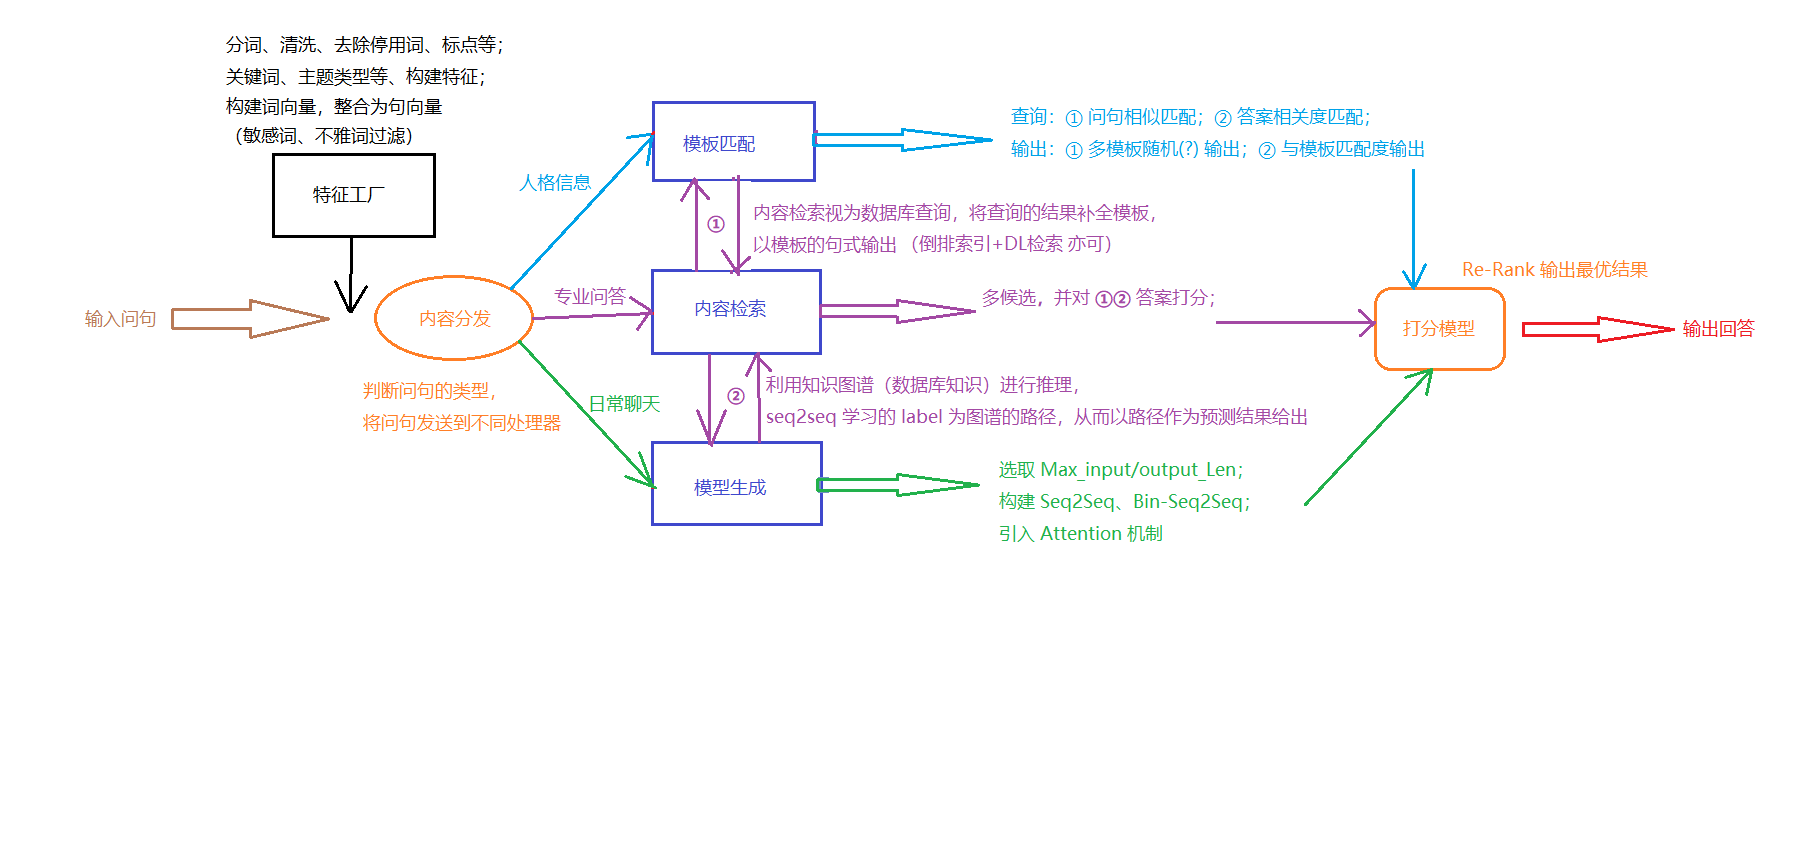 分词、清洗、去除停用词、标点等；
关键词、主题类型等、构建特征；
构建词向量，整合为句向量
（敏感词、不雅词过滤）
特征工厂
输入问句
内容分发
判断问句的类型，
将问句发送到不同处理器
人格信息
专业问答
日常聊天
模板匹配
查询：① 问句相似匹配；② 答案相关度匹配；
输出：① 多模板随机(?) 输出；② 与模板匹配度输出
①
内容检索视为数据库查询，将查询的结果补全模板，
以模板的句式输出 （倒排索引+DL检索 亦可）
内容检索
多候选，并对 ①② 答案打分；
②
利用知识图谱（数据库知识）进行推理，
seq2seq 学习的 label 为图谱的路径，从而以路径作为预测结果给出
模型生成
选取 Max_input/output_Len；
构建 Seq2Seq、Bin-Seq2Seq；
引入 Attention 机制
Re-Rank 输出最优结果
打分模型
输出回答